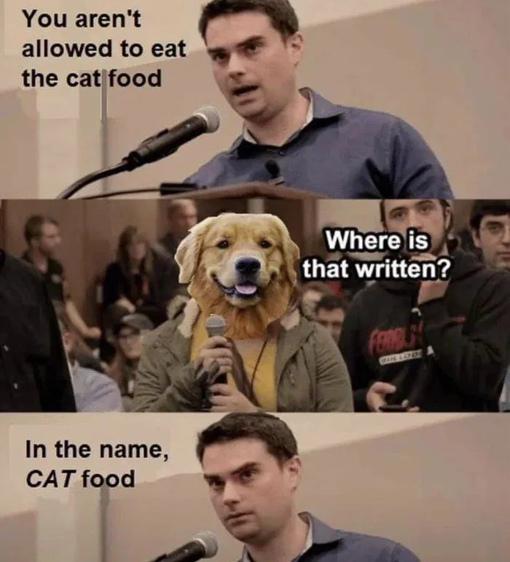 You aren't
allowed to eat
the cat food
Where is
that written?
In the name,
CAT food